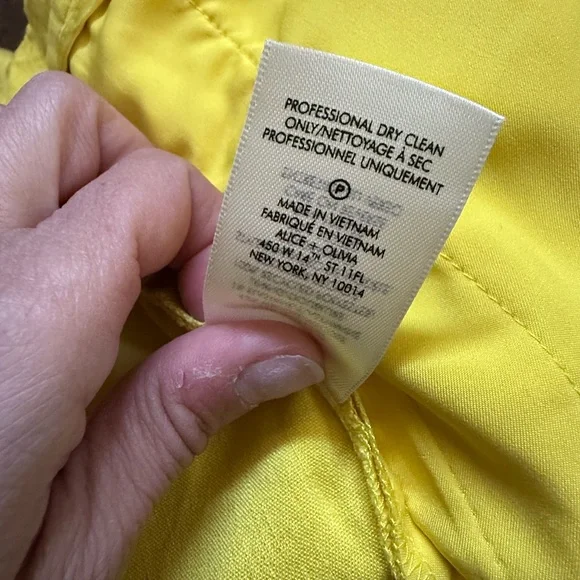 PROFESSIONAL DRY CLEAN
ONLY/NETTOYAGE À SEC
PROFESSIONNEL UNIQUEMENT
P
MADE IN VIETNAM
FABRIQUÉ EN VIETNAM
ALICE + OLIVIA
450 W 14TH ST 11FL
NEW YORK, NY 10014